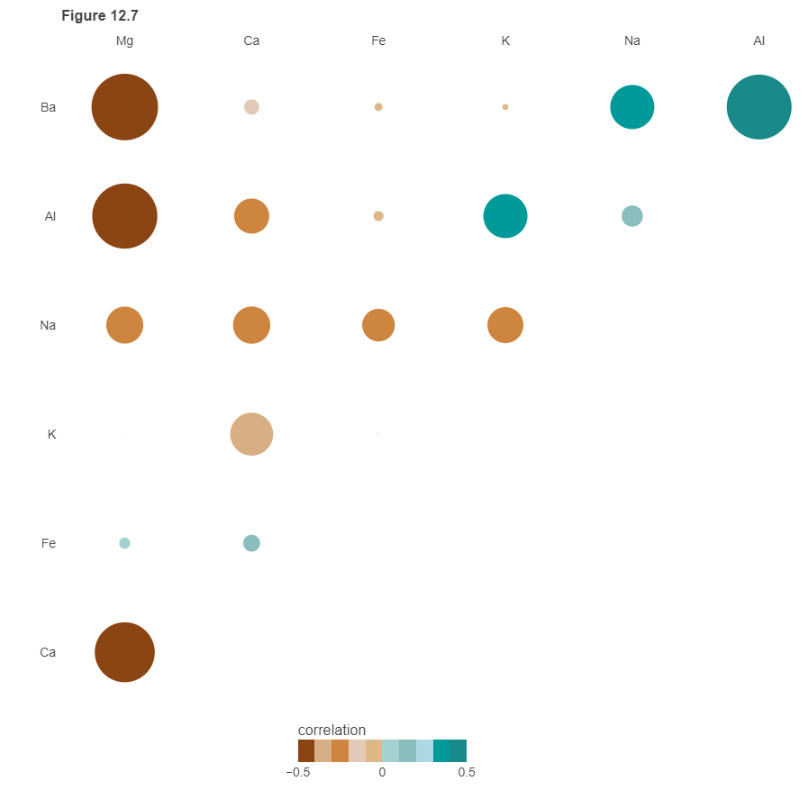 Figure 12.7
Mg Ca Fe K Na Al
Ba
Al
Na
K
Fe
Ca
correlation
−0.5 0 0.5